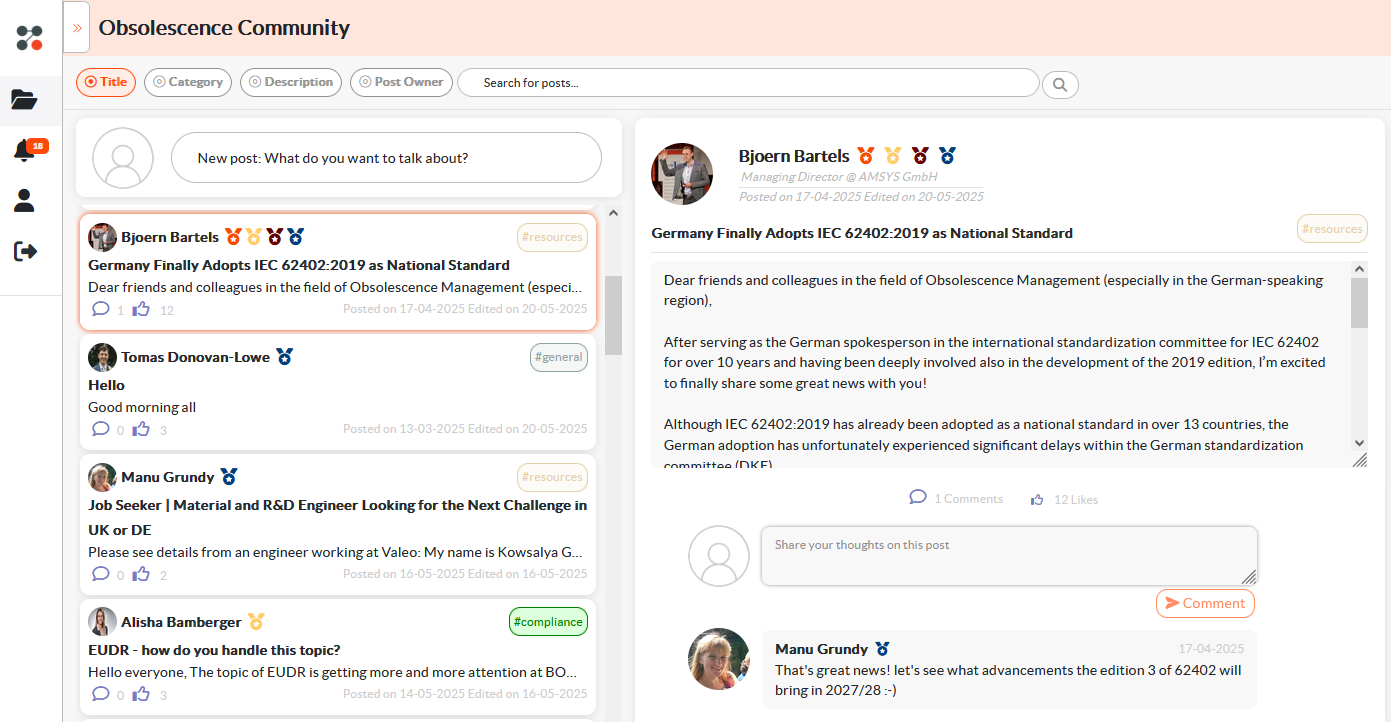 »
Obsolescence Community
Title
Category
Description
Post Owner
Search for posts...
18
New post: What do you want to talk about?
Bjoern Bartels
#resources
Germany Finally Adopts IEC 62402:2019 as National Standard
Dear friends and colleagues in the field of Obsolescence Management (especi...
1
12
Posted on 17-04-2025 Edited on 20-05-2025
Tomas Donovan-Lowe
#general
Hello
Good morning all
0
3
Posted on 13-03-2025 Edited on 20-05-2025
Manu Grundy
#resources
Job Seeker | Material and R&D Engineer Looking for the Next Challenge in
UK or DE
Please see details from an engineer working at Valeo: My name is Kowsalya G...
0
2
Posted on 16-05-2025 Edited on 16-05-2025
Alisha Bamberger
#compliance
EUDR - how do you handle this topic?
Hello everyone, The topic of EUDR is getting more and more attention at BO...
0
3
Posted on 14-05-2025 Edited on 16-05-2025
Bjoern Bartels
Managing Director @ AMSYS GmbH
Posted on 17-04-2025 Edited on 20-05-2025
Germany Finally Adopts IEC 62402:2019 as National Standard
#resources
Dear friends and colleagues in the field of Obsolescence Management (especially in the German-speaking
region),
After serving as the German spokesperson in the international standardization committee for IEC 62402
for over 10 years and having been deeply involved also in the development of the 2019 edition, I’m excited
to finally share some great news with you!
Although IEC 62402:2019 has already been adopted as a national standard in over 13 countries, the
German adoption has unfortunately experienced significant delays within the German standardization
committee (DKE)
1 Comments
12 Likes
Share your thoughts on this post
Comment
Manu Grundy
17-04-2025
That's great news! let's see what advancements the edition 3 of 62402 will
bring in 2027/28 :-)